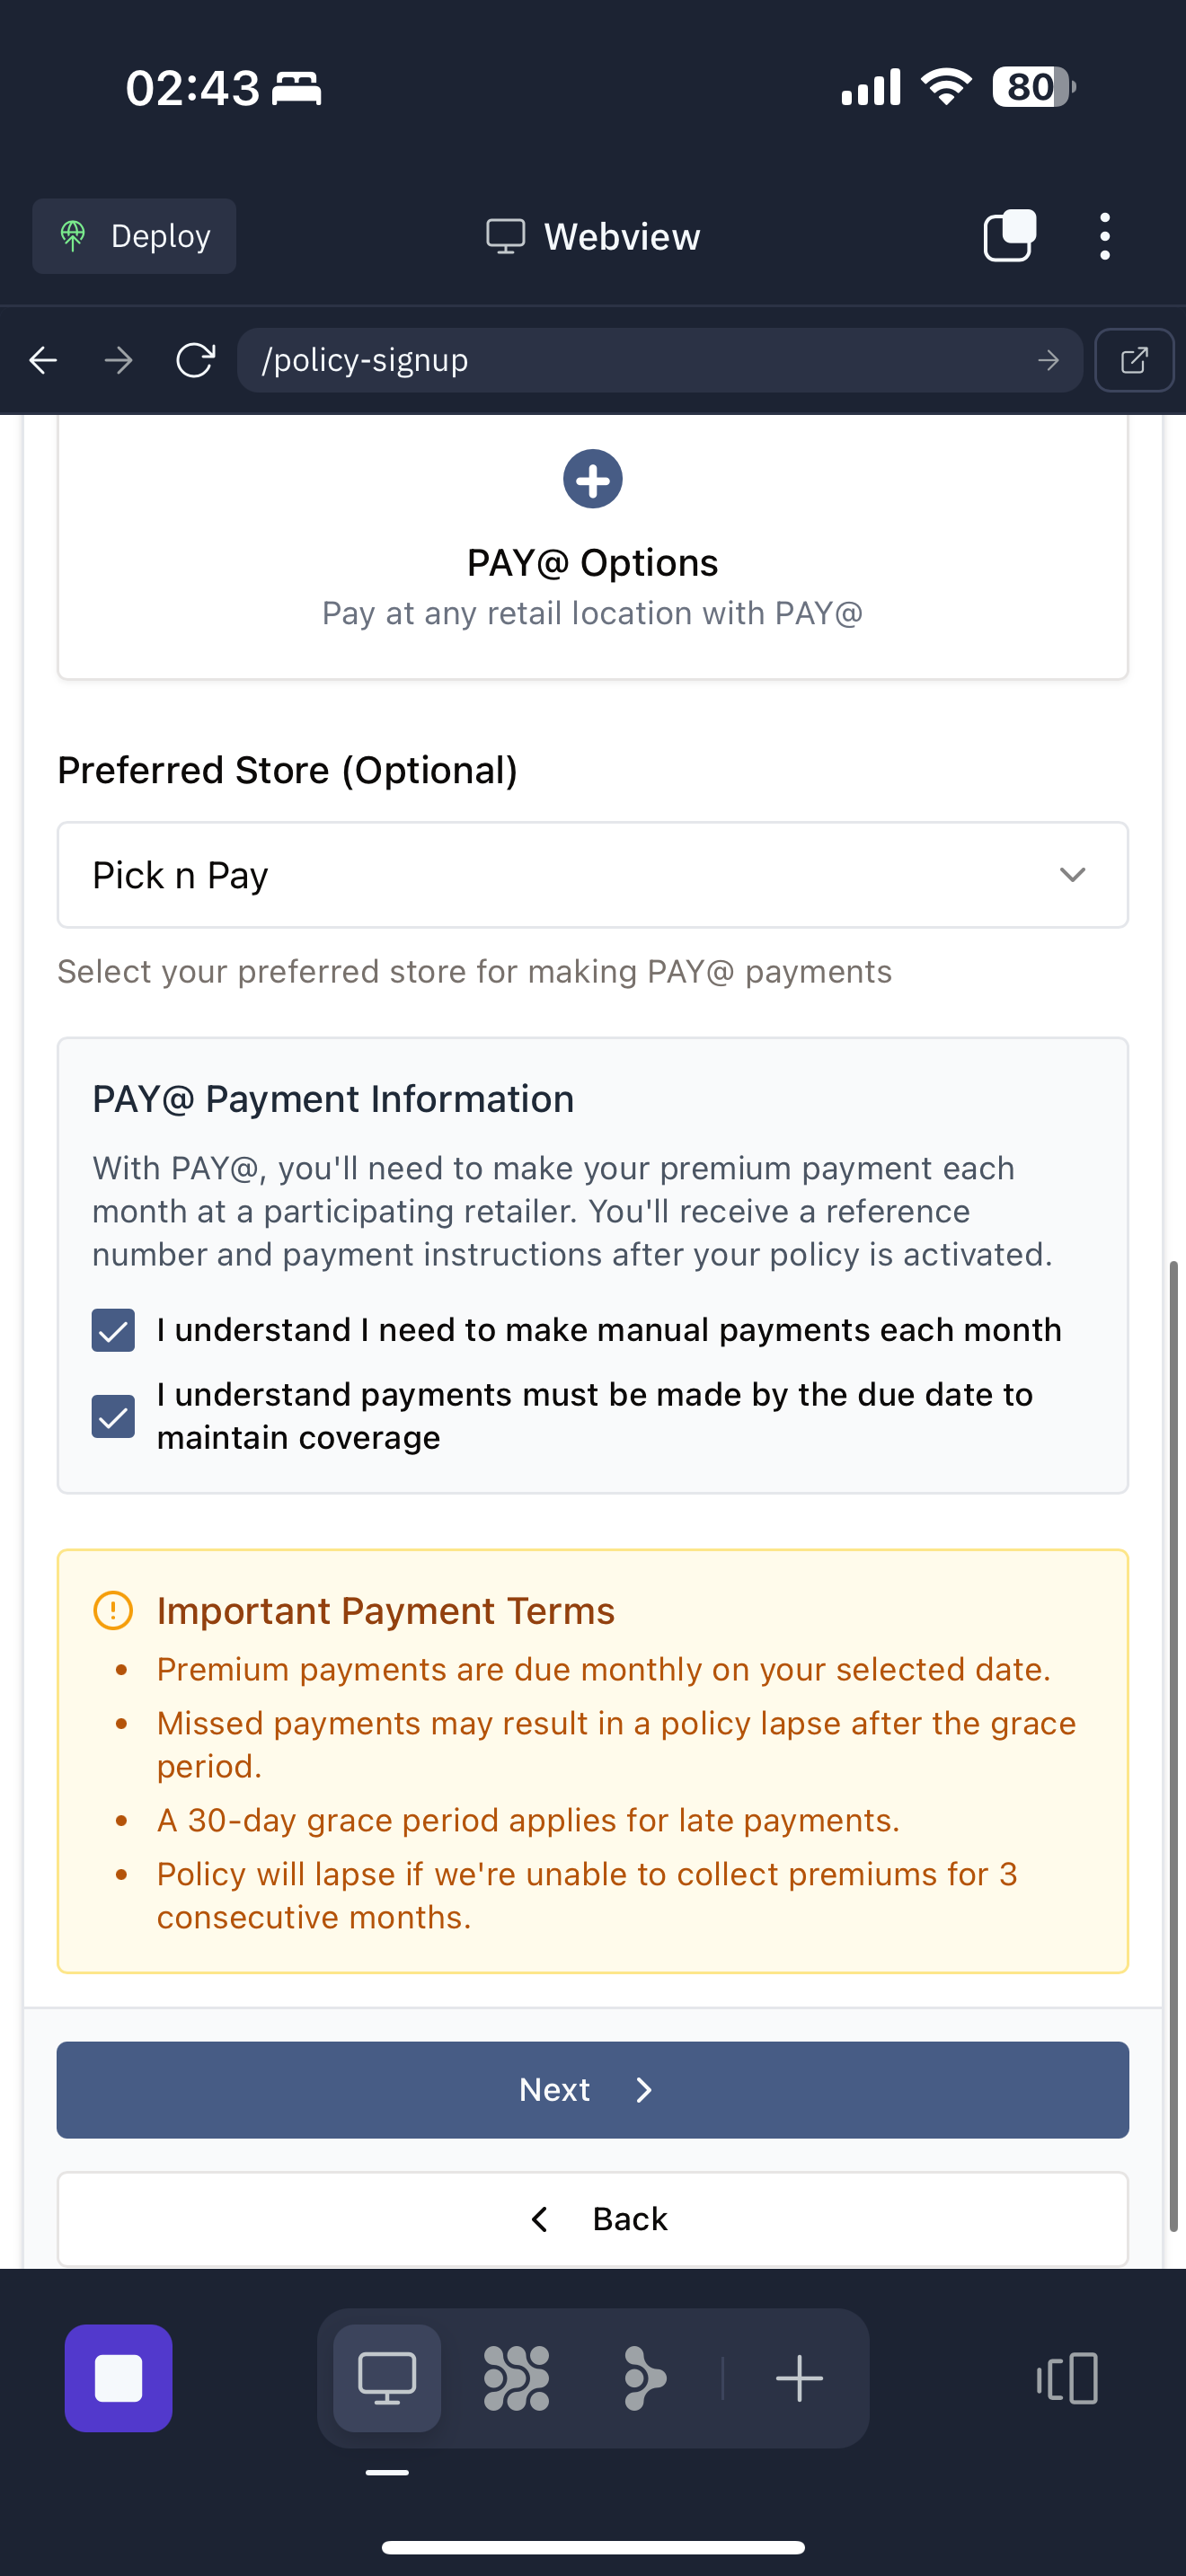 02:43
80
Deploy
Webview
/policy-signup
PAY@ Options
Pay at any retail location with PAY@
Preferred Store (Optional)
Pick n Pay
Select your preferred store for making PAY@ payments
PAY@ Payment Information
With PAY@, you'll need to make your premium payment each
month at a participating retailer. You'll receive a reference
number and payment instructions after your policy is activated.
I understand I need to make manual payments each month
I understand payments must be made by the due date to
maintain coverage
Important Payment Terms
• Premium payments are due monthly on your selected date.
• Missed payments may result in a policy lapse after the grace
period.
• A 30-day grace period applies for late payments.
• Policy will lapse if we're unable to collect premiums for 3
consecutive months.
Next
Back